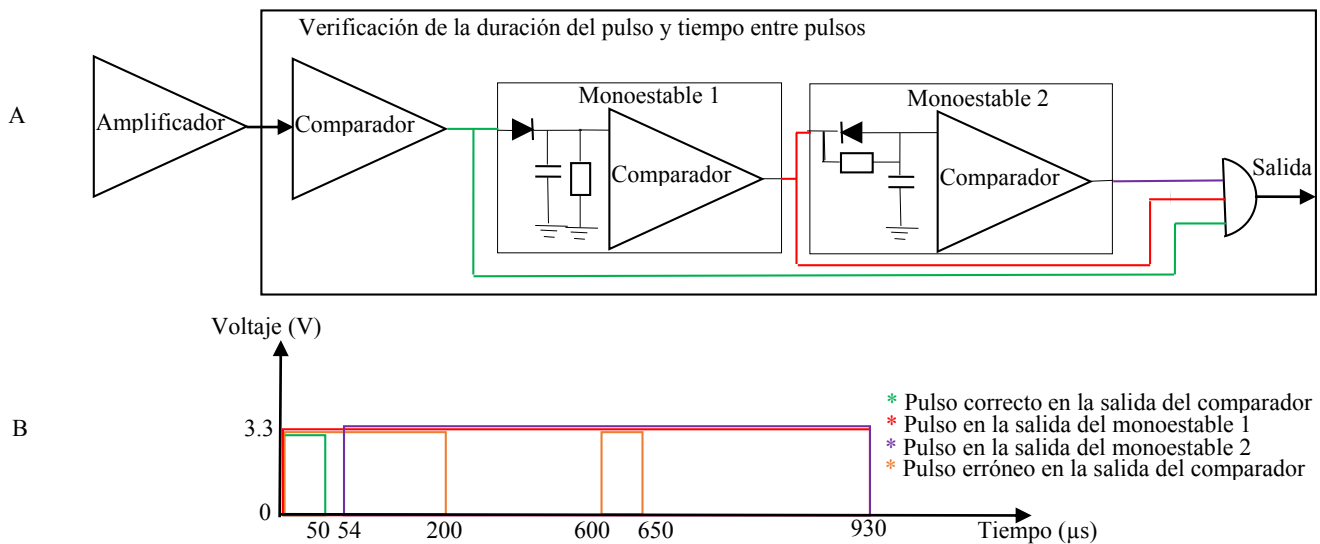 Verificación de la duración del pulso y tiempo entre pulsos
A
Amplificador
Comparador
Monoestable 1
Comparador
Monoestable 2
Comparador
Salida
B
Voltaje (V)
3.3
0
50 54 200 600 650 930 Tiempo (µs)
* Pulso correcto en la salida del comparador
* Pulso en la salida del monoestable 1
* Pulso en la salida del monoestable 2
* Pulso erróneo en la salida del comparador